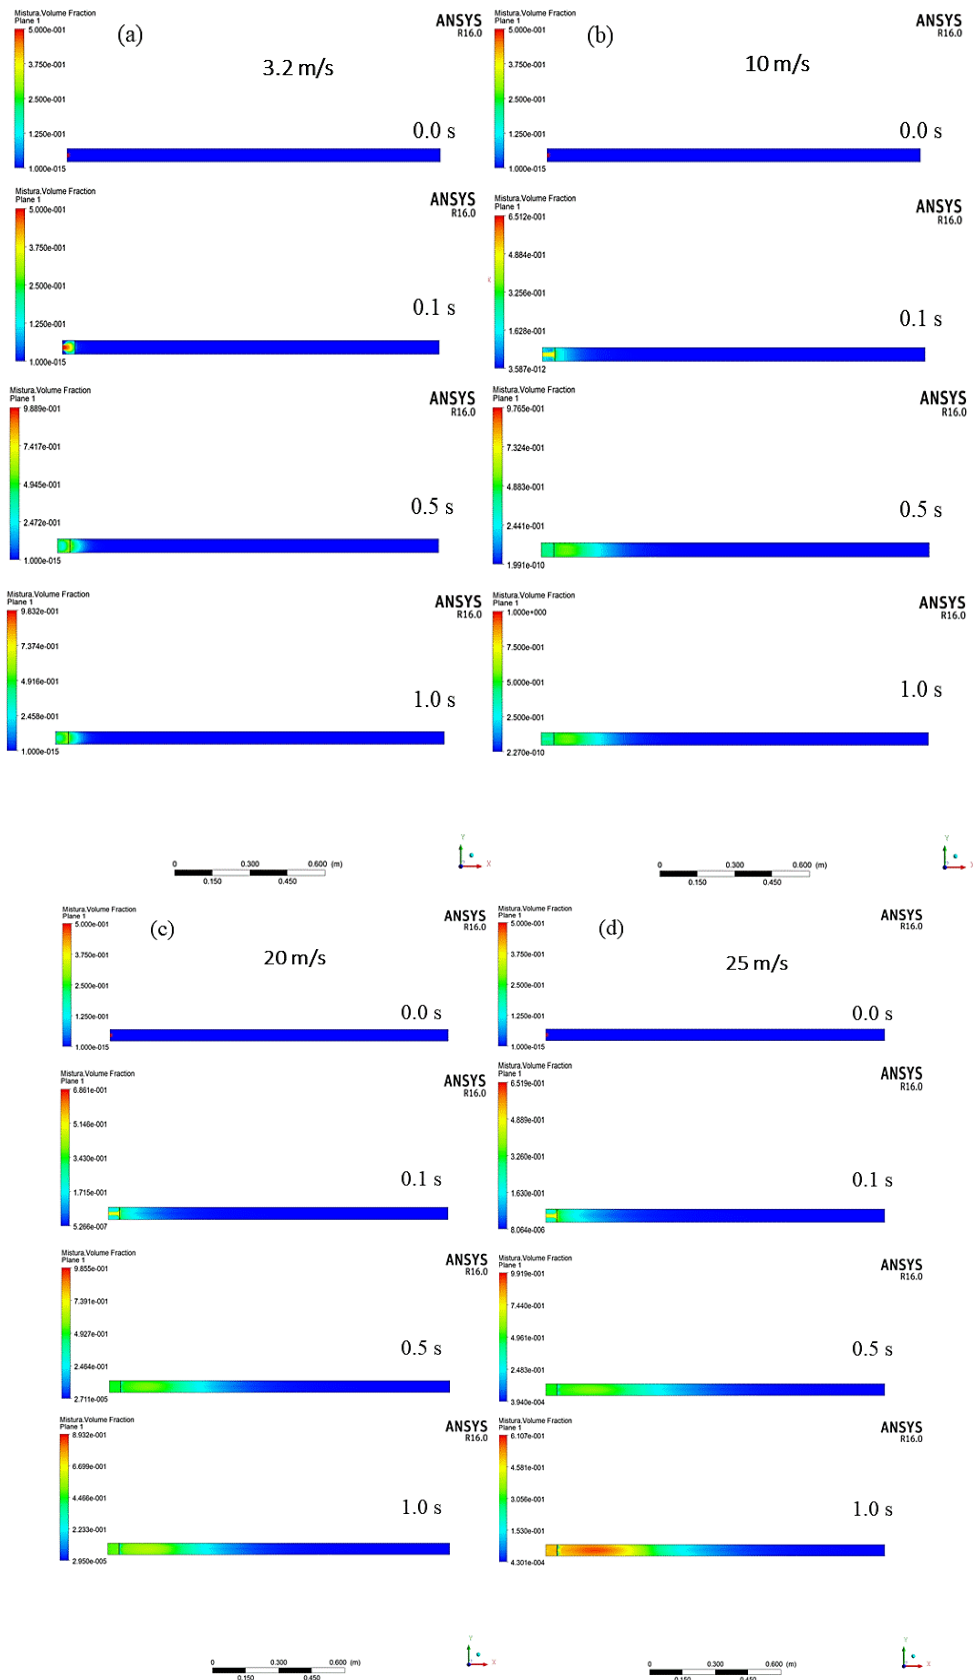 Mistura.Volume Fraction
Plane 1
5.000e-001
3.750e-001
2.500e-001
1.250e-001
1.000e-015
(a)
3.2 m/s
0.0 s
ANSYS
R16.0
Mistura.Volume Fraction
Plane 1
5.000e-001
3.750e-001
2.500e-001
1.250e-001
1.000e-015
(b)
10 m/s
0.0 s
ANSYS
R16.0
Mistura.Volume Fraction
Plane 1
5.000e-001
3.750e-001
2.500e-001
1.250e-001
1.000e-015
0.1 s
ANSYS
R16.0
Mistura.Volume Fraction
Plane 1
6.512e-001
4.884e-001
3.256e-001
1.628e-001
3.587e-012
0.1 s
ANSYS
R16.0
Mistura.Volume Fraction
Plane 1
9.889e-001
7.417e-001
4.945e-001
2.472e-001
1.000e-015
0.5 s
ANSYS
R16.0
Mistura.Volume Fraction
Plane 1
9.765e-001
7.324e-001
4.883e-001
2.441e-001
1.991e-010
0.5 s
ANSYS
R16.0
Mistura.Volume Fraction
Plane 1
9.832e-001
7.374e-001
4.916e-001
2.458e-001
1.000e-015
1.0 s
ANSYS
R16.0
Mistura.Volume Fraction
Plane 1
1.000e+000
7.500e-001
5.000e-001
2.500e-001
2.270e-010
1.0 s
ANSYS
R16.0
0 0.300 0.600 (m)
0.150 0.450
Y
X
0 0.300 0.600 (m)
0.150 0.450
Y
X
Mistura.Volume Fraction
Plane 1
5.000e-001
3.750e-001
2.500e-001
1.250e-001
1.000e-015
(c)
20 m/s
0.0 s
ANSYS
R16.0
Mistura.Volume Fraction
Plane 1
5.000e-001
3.750e-001
2.500e-001
1.250e-001
1.000e-015
(d)
25 m/s
0.0 s
ANSYS
R16.0
Mistura.Volume Fraction
Plane 1
6.861e-001
5.146e-001
3.430e-001
1.715e-001
5.266e-007
0.1 s
ANSYS
R16.0
Mistura.Volume Fraction
Plane 1
6.519e-001
4.889e-001
3.260e-001
1.630e-001
8.064e-006
0.1 s
ANSYS
R16.0
Mistura.Volume Fraction
Plane 1
9.855e-001
7.391e-001
4.927e-001
2.464e-001
2.711e-005
0.5 s
ANSYS
R16.0
Mistura.Volume Fraction
Plane 1
9.919e-001
7.440e-001
4.961e-001
2.483e-001
3.940e-004
0.5 s
ANSYS
R16.0
Mistura.Volume Fraction
Plane 1
8.932e-001
6.699e-001
4.466e-001
2.233e-001
2.950e-005
1.0 s
ANSYS
R16.0
Mistura.Volume Fraction
Plane 1
6.107e-001
4.581e-001
3.056e-001
1.530e-001
4.301e-004
1.0 s
ANSYS
R16.0
0 0.300 0.600 (m)
0.150 0.450
Y
X
0 0.300 0.600 (m)
0.150 0.450
Y
X